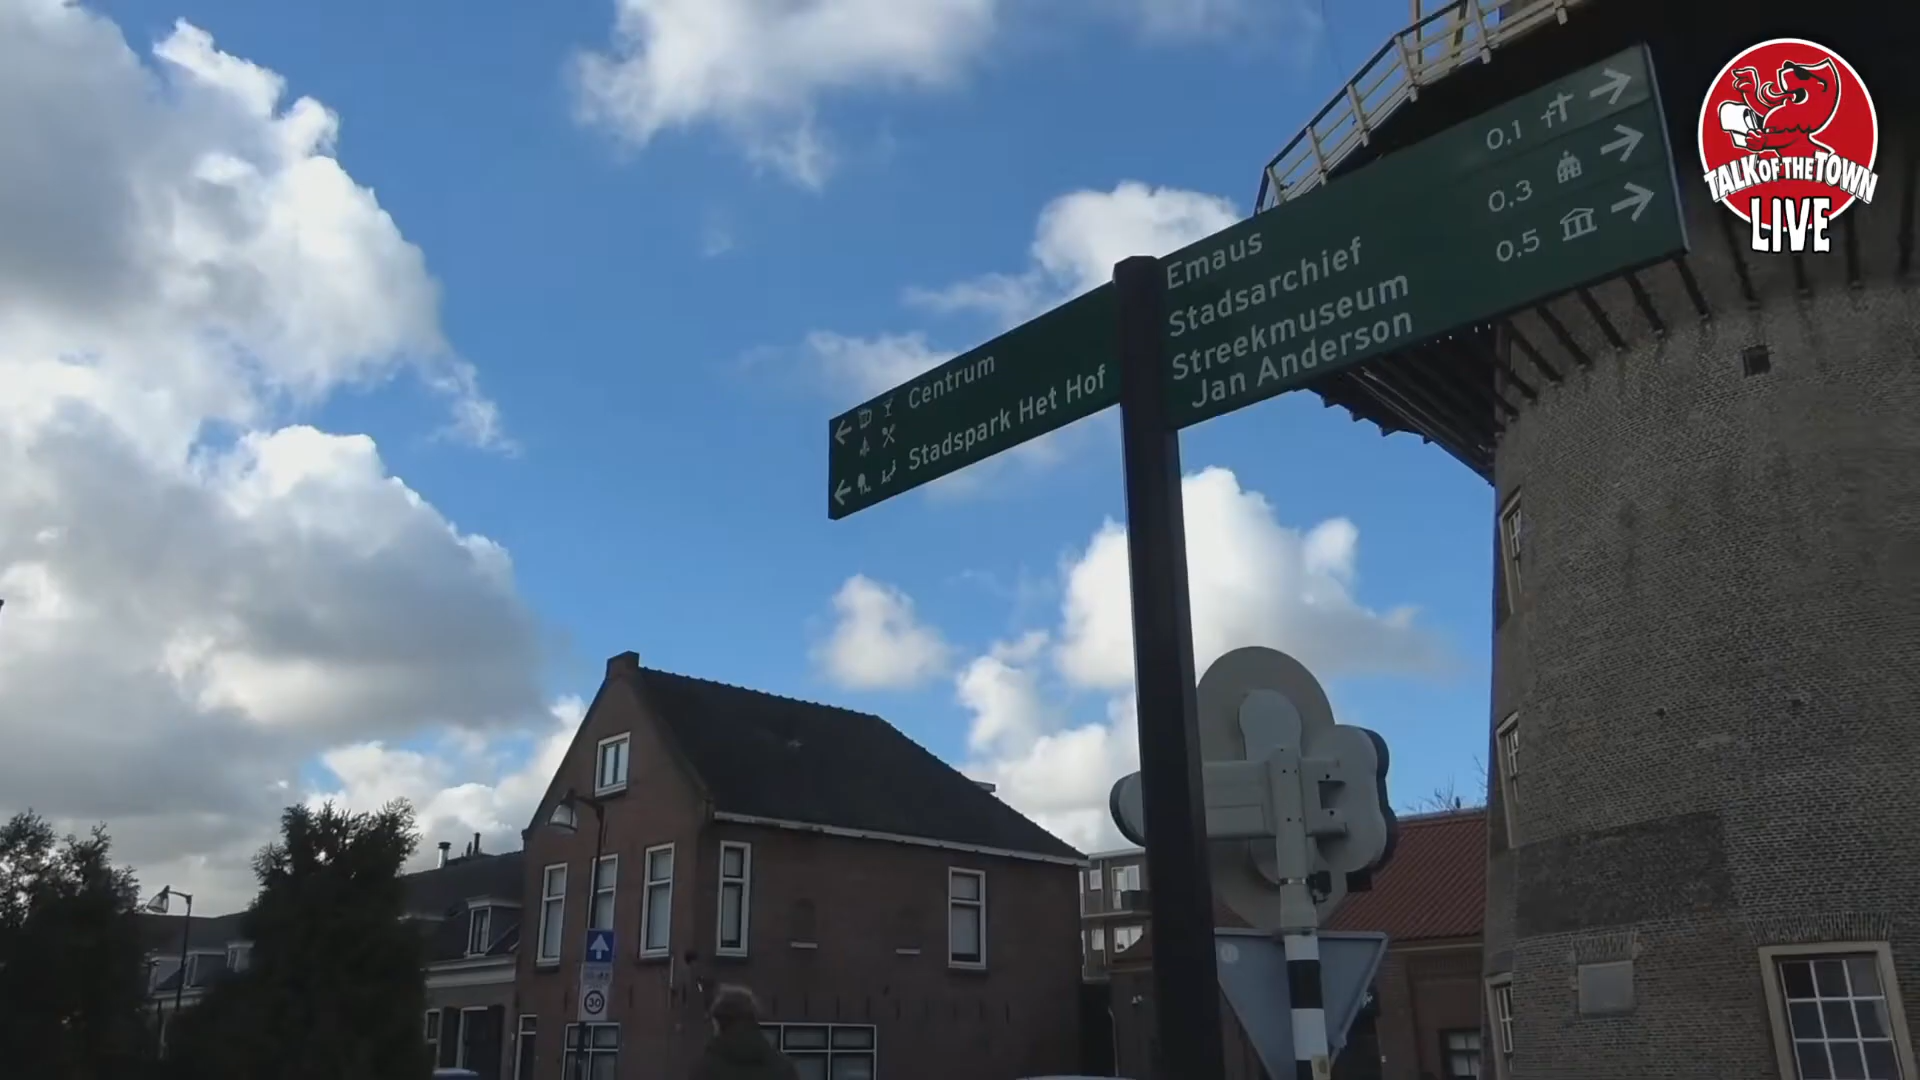 Emaus 0,1
Stadsarchief 0,3
Streekmuseum 0,5
Jan Anderson
Centrum
Stadspark Het Hof
30
TALK OF THE TOWN
LIVE